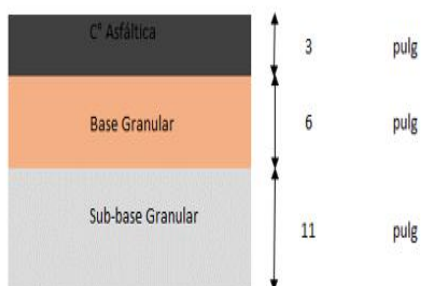 C° Asfáltica 3 pulg
Base Granular 6 pulg
Sub-base Granular 11 pulg